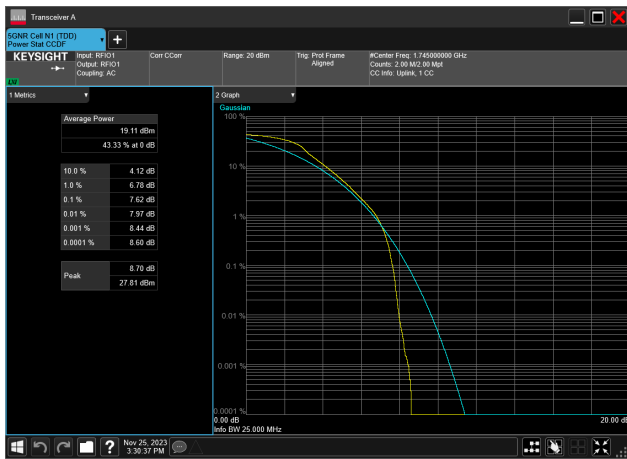 Transceiver A
5GNR Cell N1 (TDD)
Power Stat CCDF
KEYSIGHT
Input: RFIO1
Output: RFIO1
Coupling: AC
Corr CCorr
Range: 20 dBm
Trig: Prot Frame
Aligned
#Center Freq: 1.745000000 GHz
Counts: 2.00 M/2.00 Mpt
CC Info: Uplink, 1 CC
1 Metrics
Average Power
19.11 dBm
43.33 % at 0 dB
10.0 % 4.12 dB
1.0 % 6.78 dB
0.1 % 7.62 dB
0.01 % 7.97 dB
0.001 % 8.44 dB
0.0001 % 8.60 dB
Peak 8.70 dB
27.81 dBm
2 Graph
Gaussian
100 %
10 %
1 %
0.1 %
0.01 %
0.001 %
0.0001 %
0.00 dB
20.00 dB
Info BW 25.000 MHz
Nov 25, 2023
3:30:37 PM